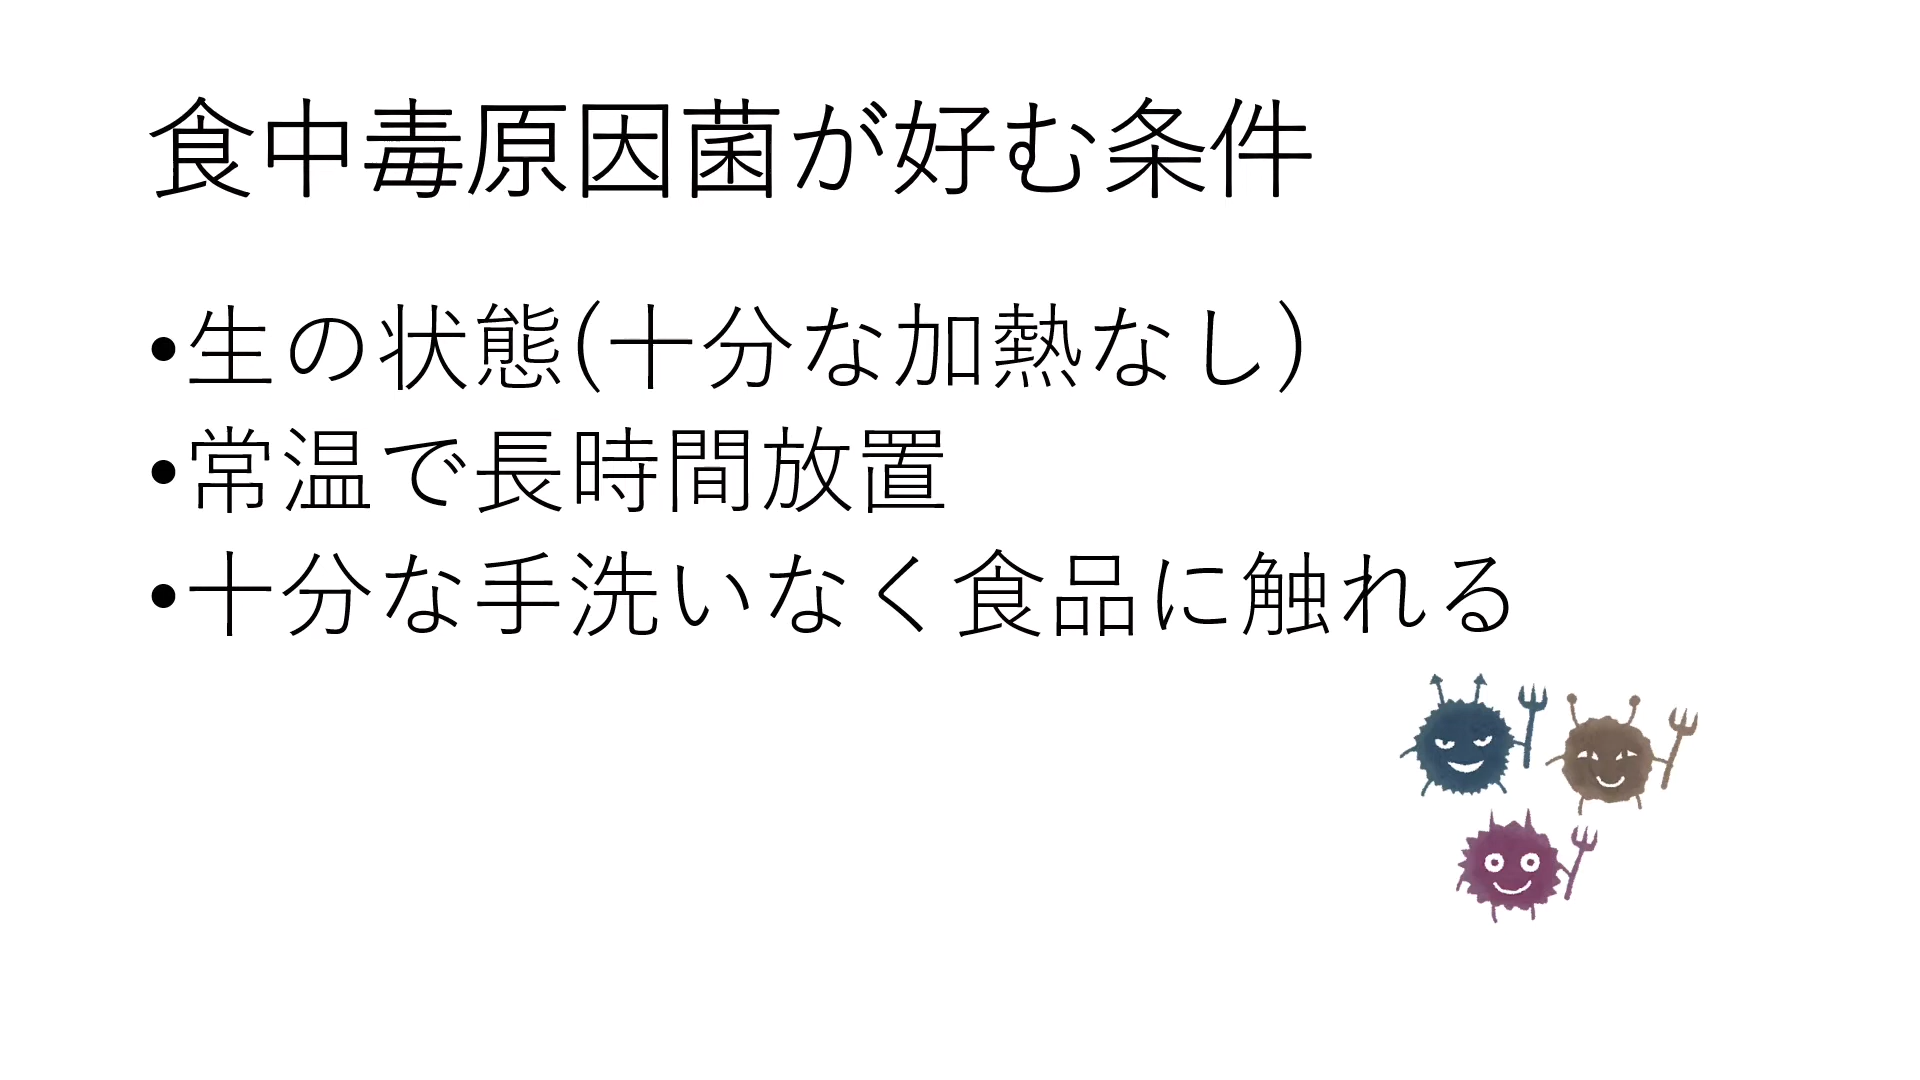 食中毒原因菌が好む条件
•生の状態(十分な加熱なし)
•常温で長時間放置
•十分な手洗いなく食品に触れる